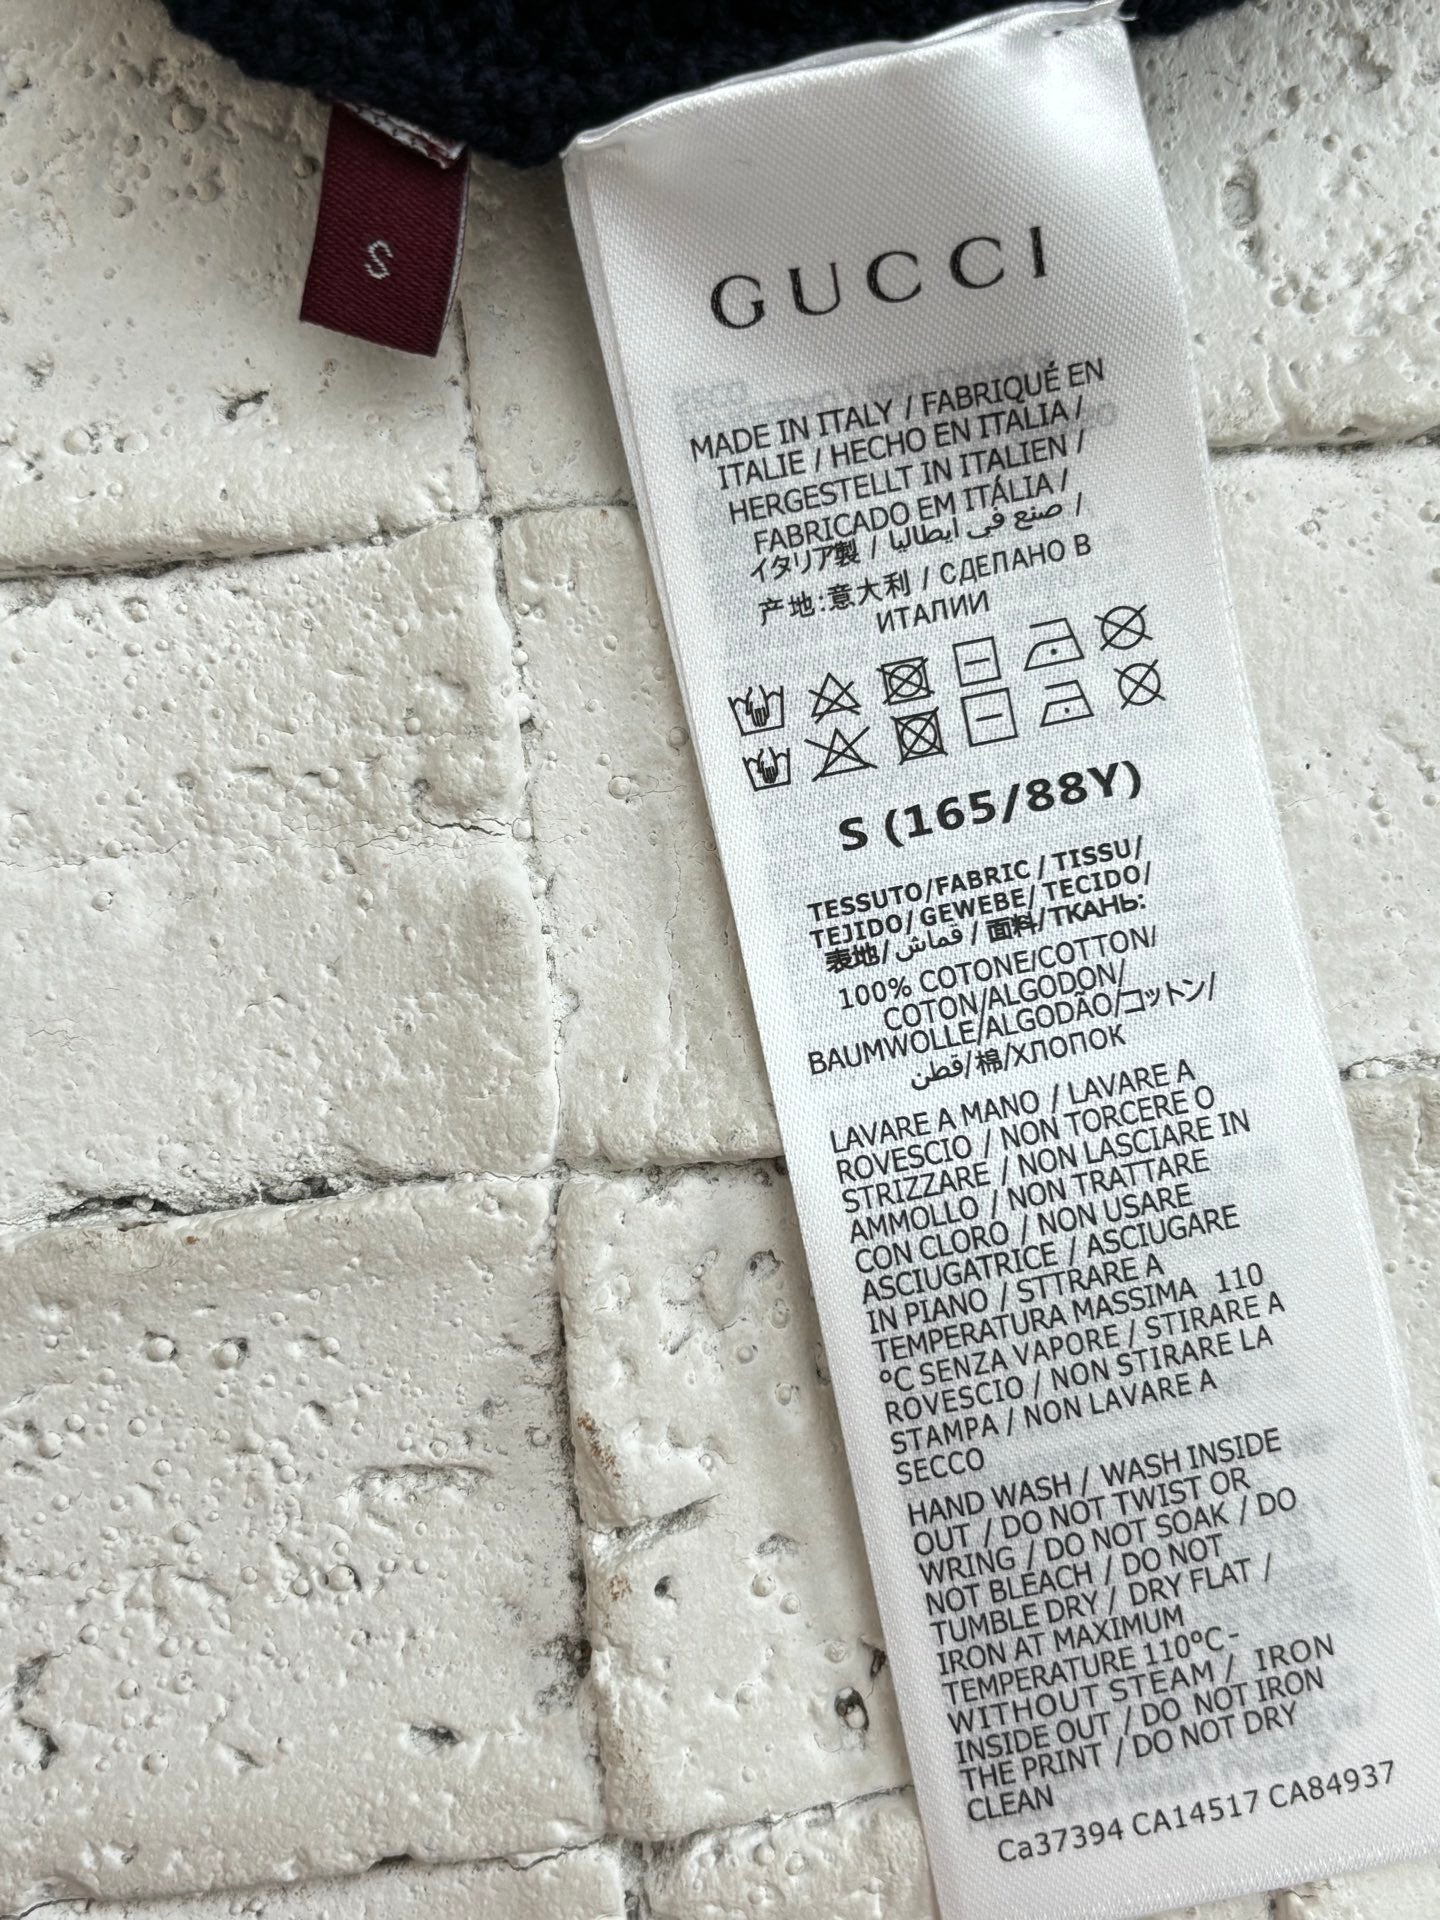 S
GUCCI
MADE IN ITALY / FABRIQUÉ EN
ITALIE / HECHO EN ITALIA /
HERGESTELLT IN ITALIEN /
FABRICADO EM ITÁLIA /
イタリア製 / صنع في ايطاليا /
产地:意大利 / СДЕЛАНО В
ИТАЛИИ
S (165/88Y)
TESSUTO/FABRIC / TISSU/
TEJIDO/ GEWEBE/ TECIDO/
表地/ قماش / 面料/ТКАНЬ:
100% COTONE/COTTON/
COTON/ALGODON/
BAUMWOLLE/ALGODÃO/コットン/
قطن/棉/ХЛОПОК
LAVARE A MANO / LAVARE A
ROVESCIO / NON TORCERE O
STRIZZARE / NON LASCIARE IN
AMMOLLO / NON TRATTARE
CON CLORO / NON USARE
ASCIUGATRICE / ASCIUGARE
IN PIANO / STTRARE A
TEMPERATURA MASSIMA 110
°C SENZA VAPORE / STIRARE A
ROVESCIO / NON STIRARE LA
STAMPA / NON LAVARE A
SECCO
HAND WASH / WASH INSIDE
OUT / DO NOT TWIST OR
WRING / DO NOT SOAK / DO
NOT BLEACH / DO NOT
TUMBLE DRY / DRY FLAT /
IRON AT MAXIMUM
TEMPERATURE 110°C-
WITHOUT STEAM / IRON
INSIDE OUT / DO NOT IRON
THE PRINT / DO NOT DRY
CLEAN
Ca37394 CA14517 CA84937